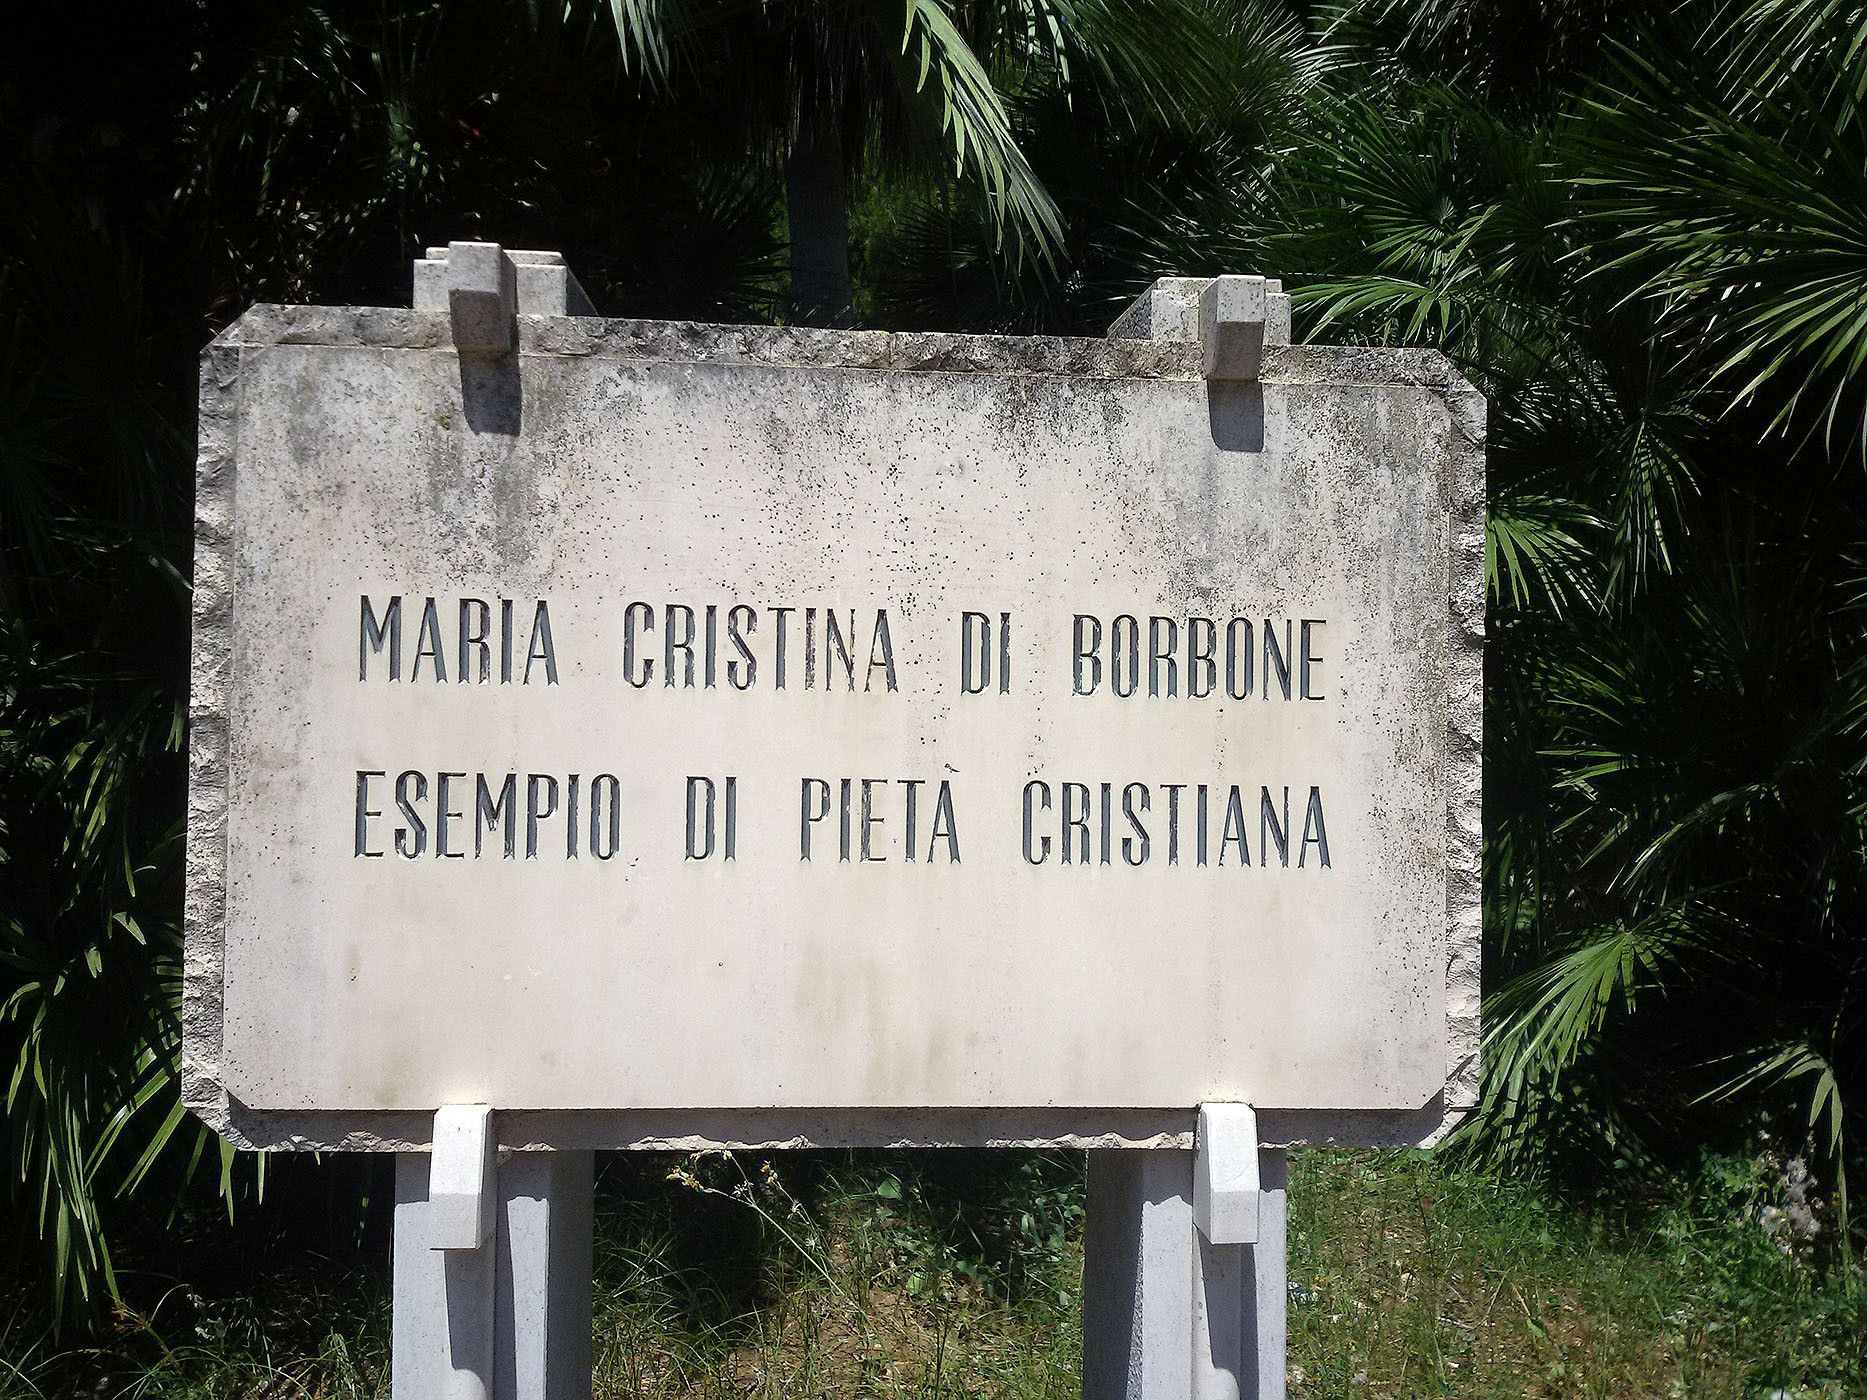 MARIA CRISTINA DI BORBONE
ESEMPIO DI PIETÀ CRISTIANA